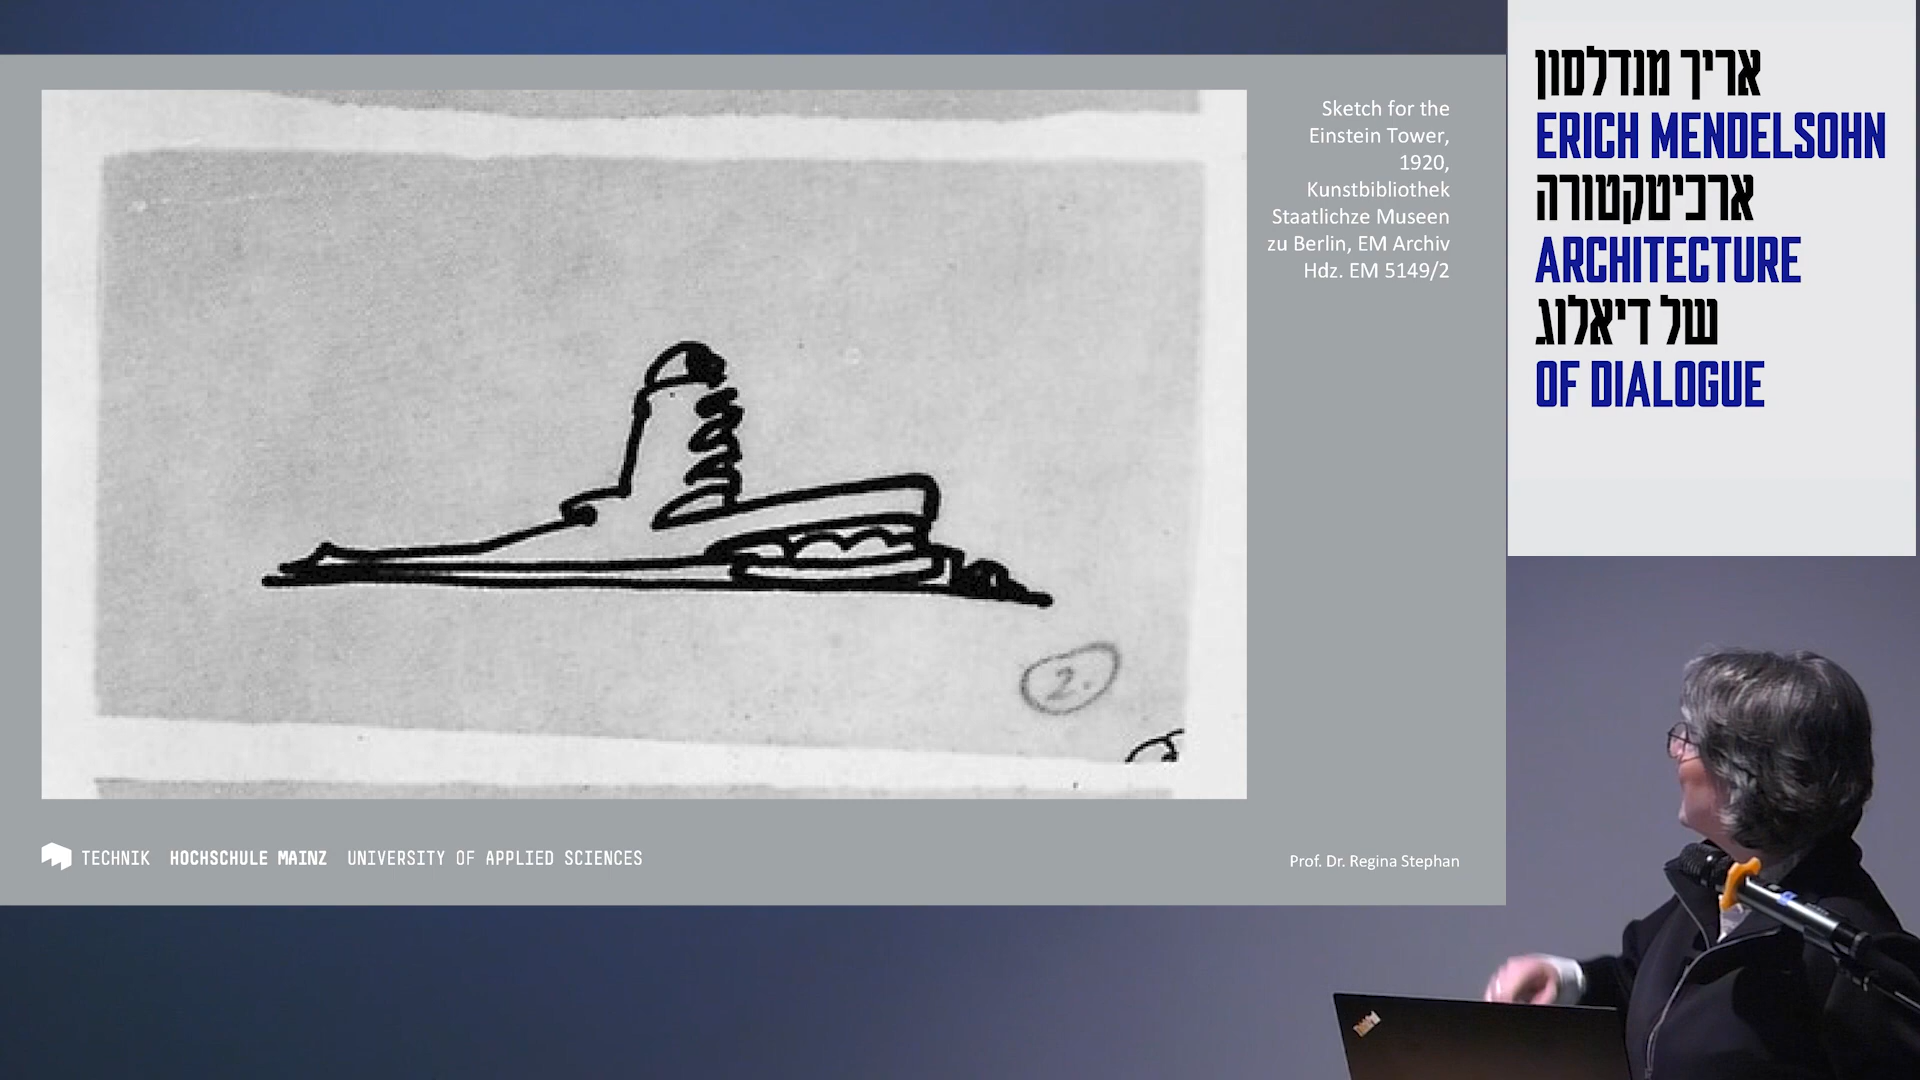 Sketch for the
Einstein Tower,
1920,
Kunstbibliothek
Staatlichze Museen
zu Berlin, EM Archiv
Hdz. EM 5149/2
2.
TECHNIK HOCHSCHULE MAINZ UNIVERSITY OF APPLIED SCIENCES
Prof. Dr. Regina Stephan
אריך מנדלסון
ERICH MENDELSOHN
ארכיטקטורה
ARCHITECTURE
של דיאלוג
OF DIALOGUE